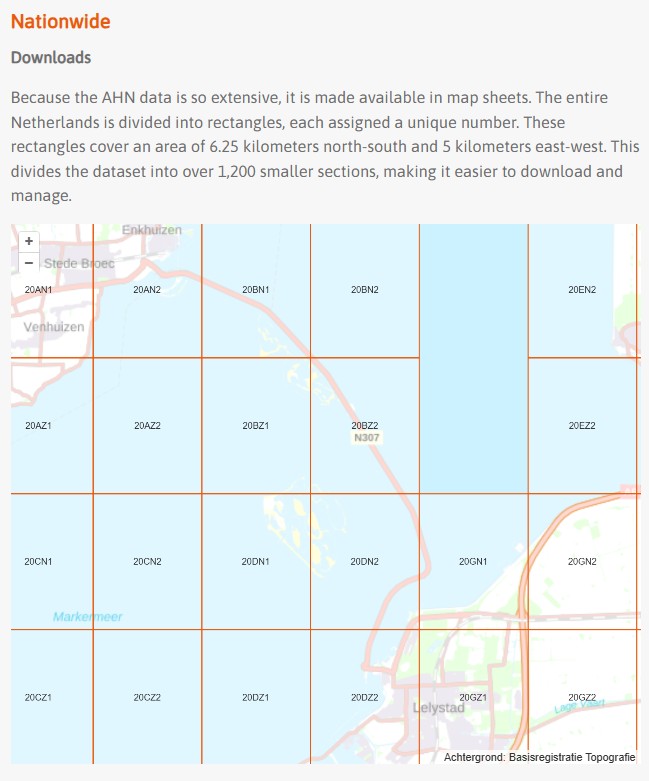 Nationwide
Downloads
Because the AHN data is so extensive, it is made available in map sheets. The entire
Netherlands is divided into rectangles, each assigned a unique number. These
rectangles cover an area of 6.25 kilometers north-south and 5 kilometers east-west. This
divides the dataset into over 1,200 smaller sections, making it easier to download and
manage.
Enkhuizen
+
−
Stede Broec
20AN1 20AN2 20BN1 20BN2 20EN2
Venhuizen
20AZ1 20AZ2 20BZ1 20BZ2 20EZ2
N307
20CN1 20CN2 20DN1 20DN2 20GN1 20GN2
Markermeer
20CZ1 20CZ2 20DZ1 20DZ2 20GZ1 20GZ2
Lelystad
Lage Vaart
Achtergrond: Basisregistratie Topografie